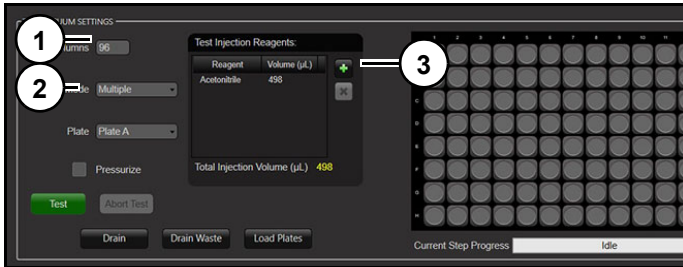 UM SETTINGS
1
umns 96
2
Mode Multiple
Plate Plate A
Pressurize
Test Abort Test
Drain Drain Waste Load Plates
Test Injection Reagents:
Reagent Volume (µL)
Acetonitrile 498
Total Injection Volume (µL) 498
3
1 2 3 4 5 6 7 8 9 10 11
C
D
E
F
G
H
Current Step Progress Idle